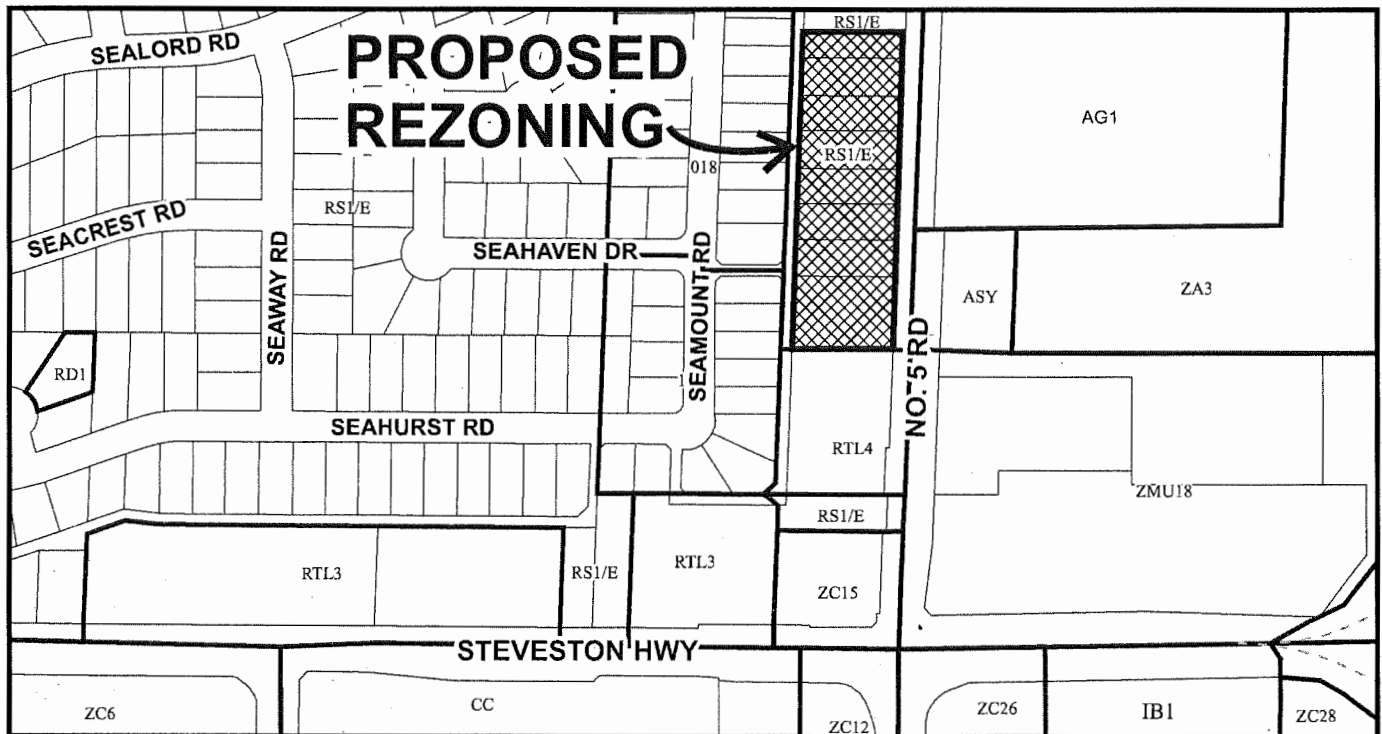 RS1/E
SEALORD RD
PROPOSED
REZONING
AG1
RS1/E
018
RS1/E
SEACREST RD
SEAWAY RD
SEAHAVEN DR
SEAMOUNT RD
ASY
ZA3
NO. 5 RD
RD1
SEAHURST RD
RTL4
ZMU18
RS1/E
RTL3
RS1/E
RTL3
ZC15
STEVESTON HWY
ZC6
CC
ZC12
ZC26
IB1
ZC28